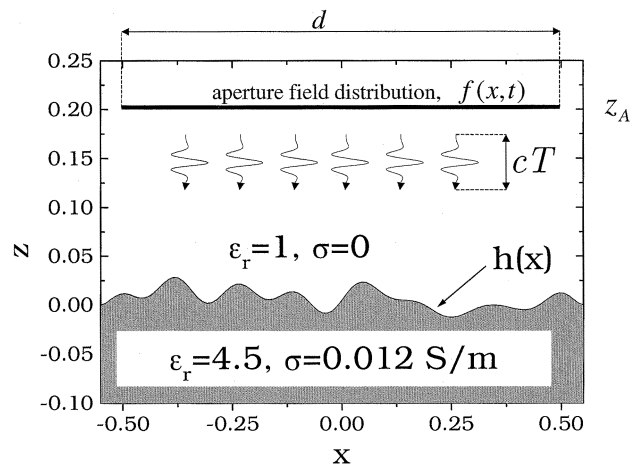 d
0.25
aperture field distribution, f(x,t)
0.20
z_A
0.15
cT
0.10
z
0.05
ε_r=1, σ=0
h(x)
0.00
-0.05
ε_r=4.5, σ=0.012 S/m
-0.10
-0.50 -0.25 0.00 0.25 0.50
x